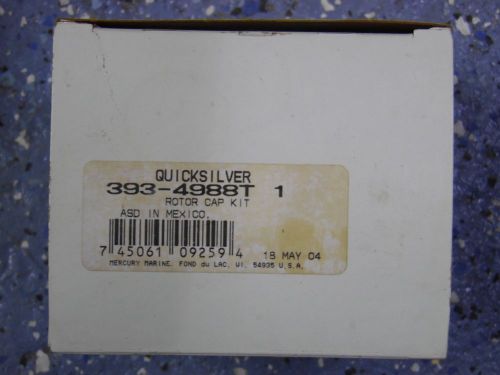 QUICKSILVER
393-4988T 1
ROTOR CAP KIT
ASD IN MEXICO.
7 45061 09259 4 18 MAY 04
MERCURY MARINE. FOND du LAC, WI. 54935 U.S.A.